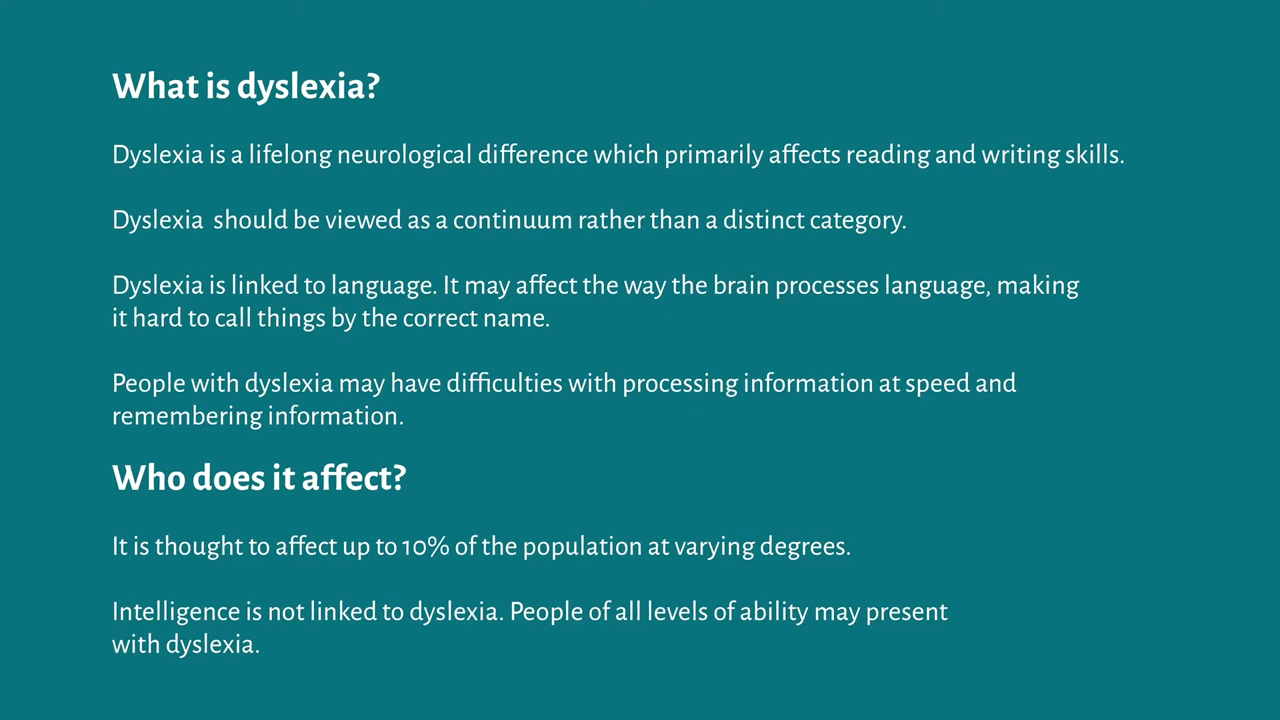 What is dyslexia?
Dyslexia is a lifelong neurological difference which primarily affects reading and writing skills.
Dyslexia  should be viewed as a continuum rather than a distinct category.
Dyslexia is linked to language. It may affect the way the brain processes language, making
it hard to call things by the correct name.
People with dyslexia may have difficulties with processing information at speed and
remembering information.
Who does it affect?
It is thought to affect up to 10% of the population at varying degrees.
Intelligence is not linked to dyslexia. People of all levels of ability may present
with dyslexia.